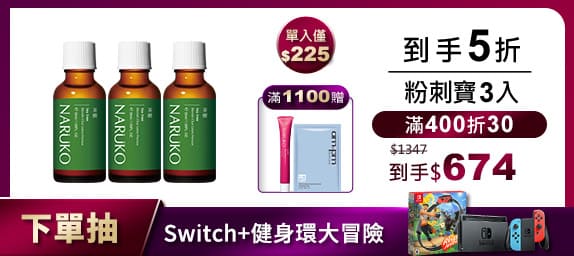 單入僅
$225
到手5折
粉刺寶3入
滿1100贈
滿400折30
$1347
到手$674
NARUKO
NARUKO
NARUKO
am+pm
下單抽
Switch+健身環大冒險